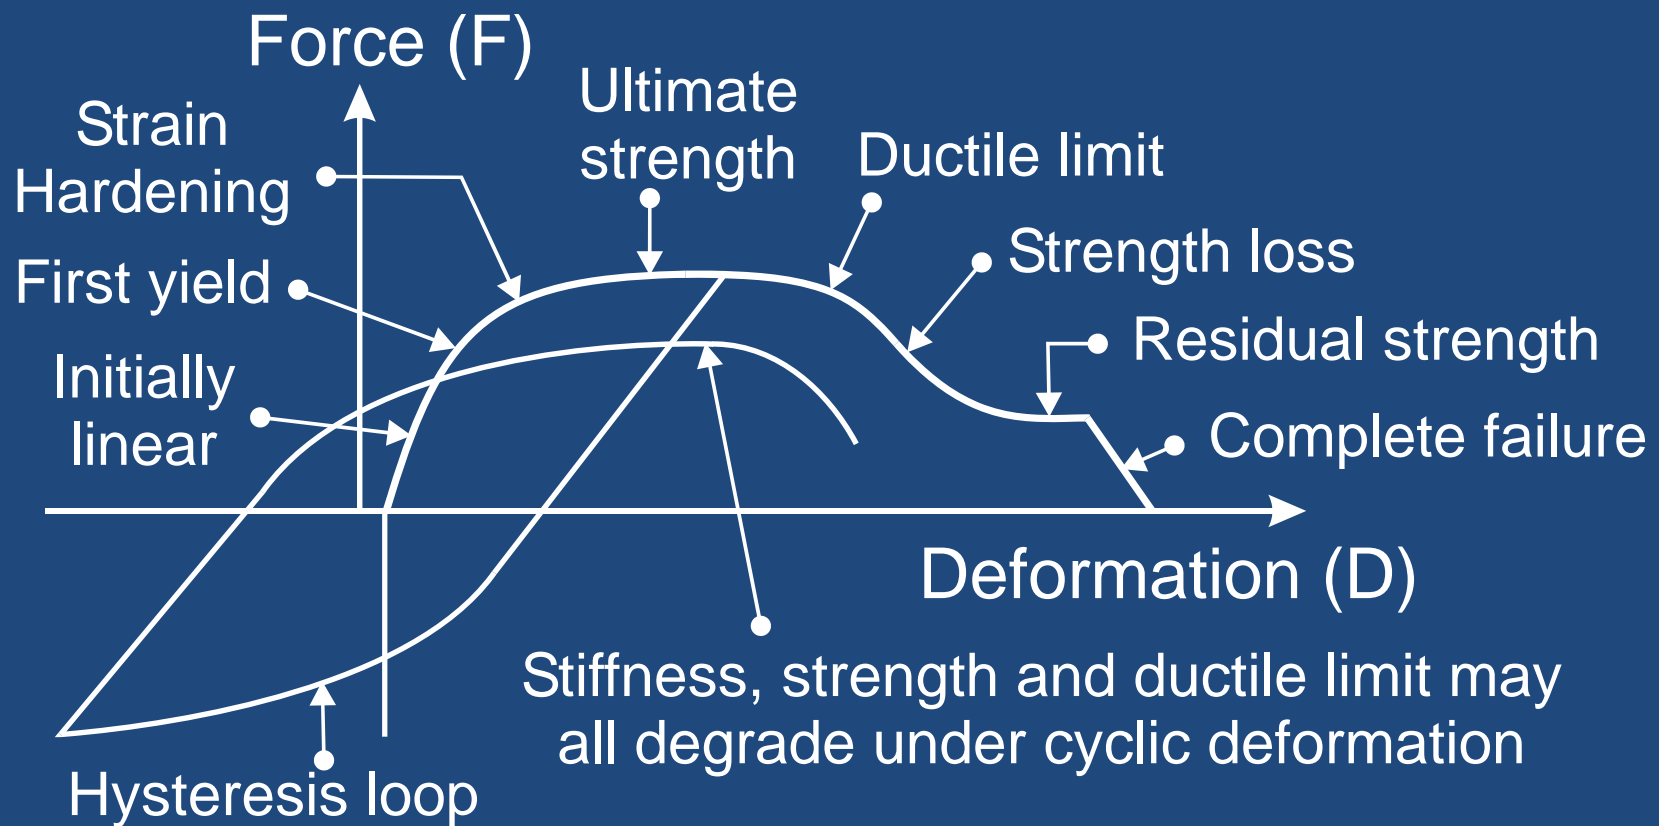 Force (F)
Strain
Hardening
Ultimate
strength
Ductile limit
First yield
Strength loss
Initially
linear
Residual strength
Complete failure
Deformation (D)
Stiffness, strength and ductile limit may
all degrade under cyclic deformation
Hysteresis loop